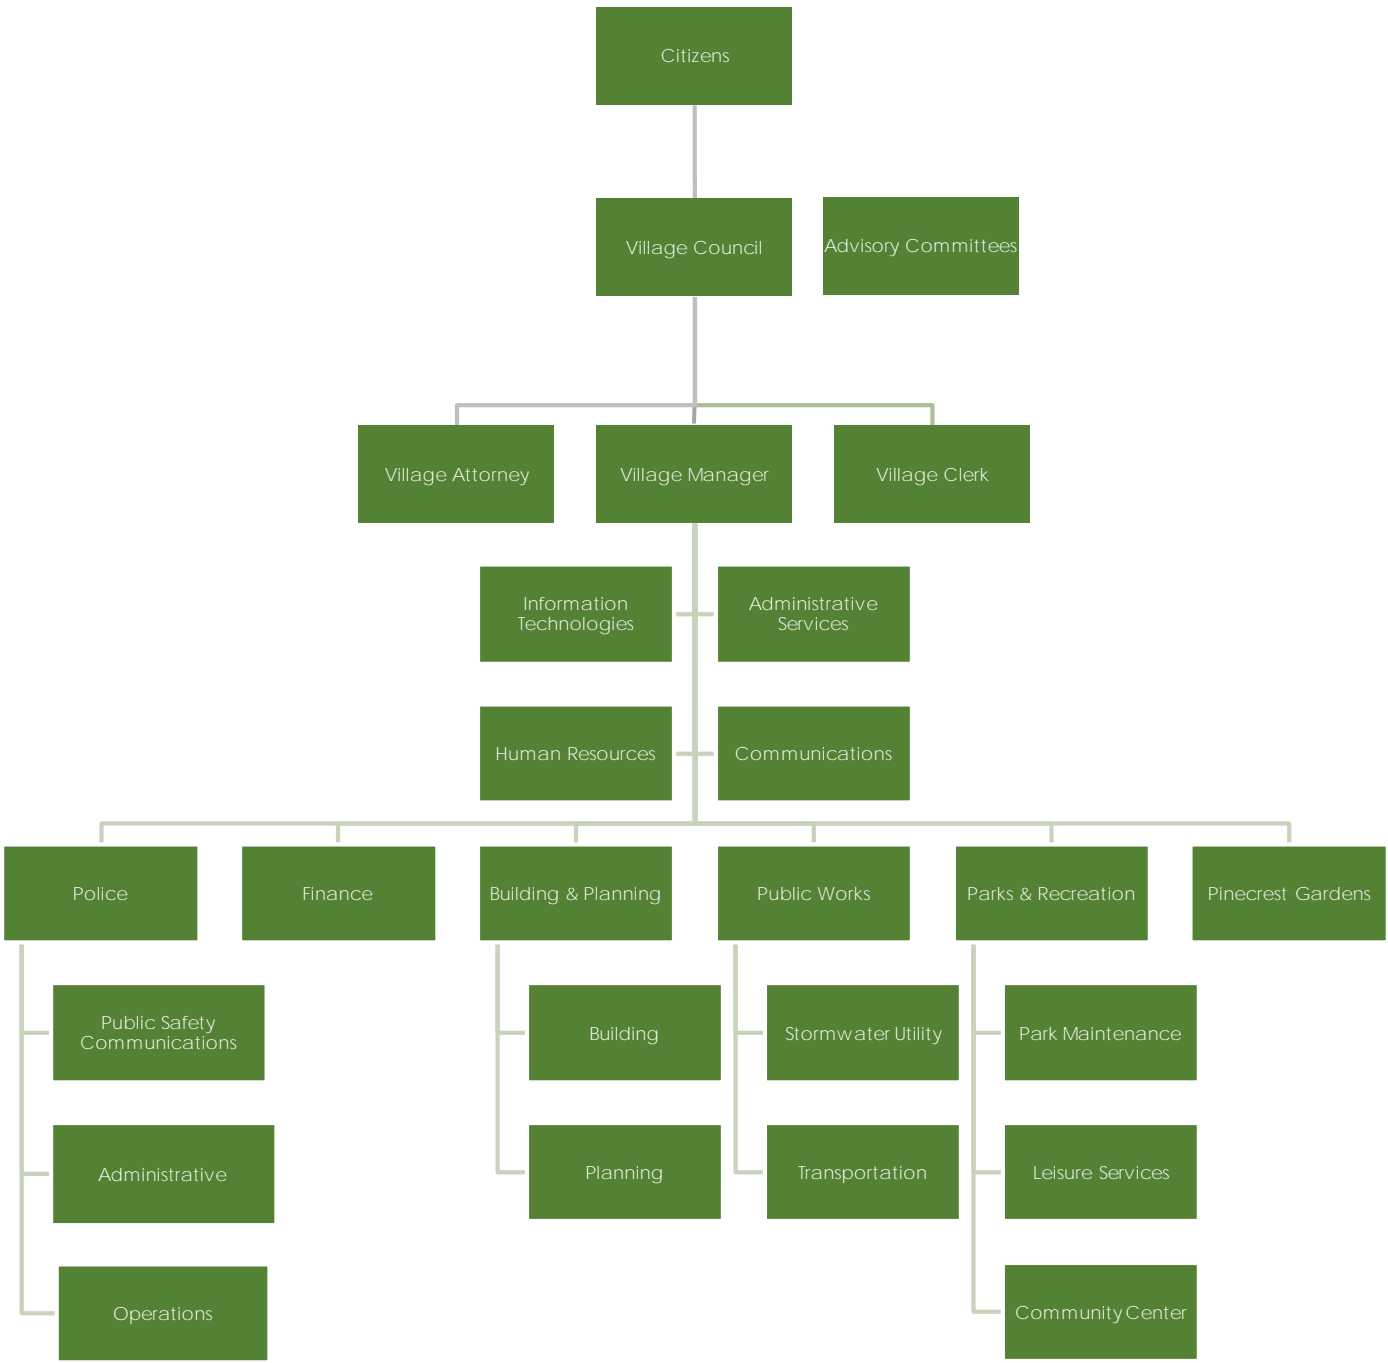 Citizens
Village Council
Advisory Committees
Village Attorney
Village Manager
Village Clerk
Information
Technologies
Administrative
Services
Human Resources
Communications
Police
Finance
Building & Planning
Public Works
Parks & Recreation
Pinecrest Gardens
Public Safety
Communications
Building
Stormwater Utility
Park Maintenance
Administrative
Planning
Transportation
Leisure Services
Operations
Community Center